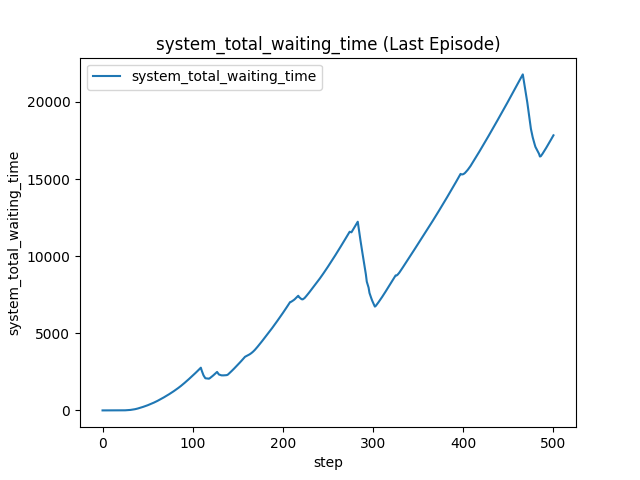 system_total_waiting_time (Last Episode)
system_total_waiting_time
system_total_waiting_time
20000
15000
10000
5000
0
0 100 200 300 400 500
step